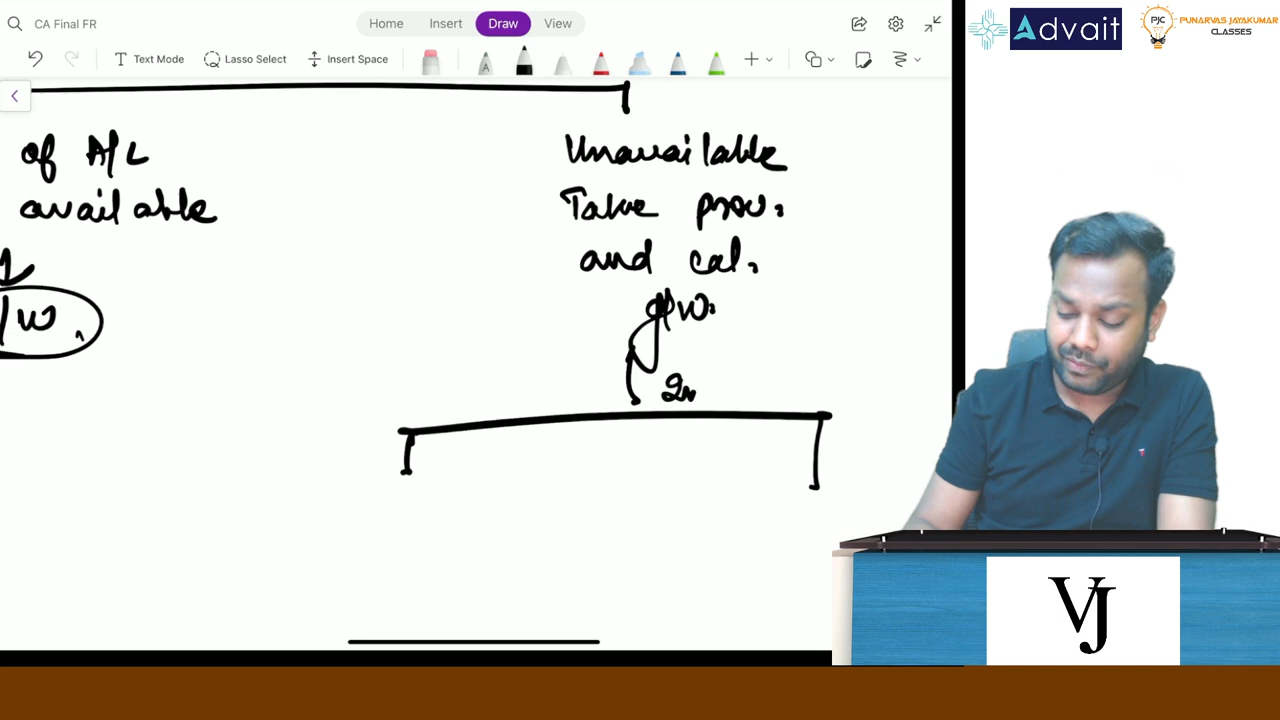 CA Final FR
Home Insert Draw View
Advait
PJC
PUNARVAS JAYAKUMAR
CLASSES
A
Text Mode
Lasso Select
Insert Space
of A/L
available
/w.
Unavailable
Take prov.
and cal.
g/w.
VJ